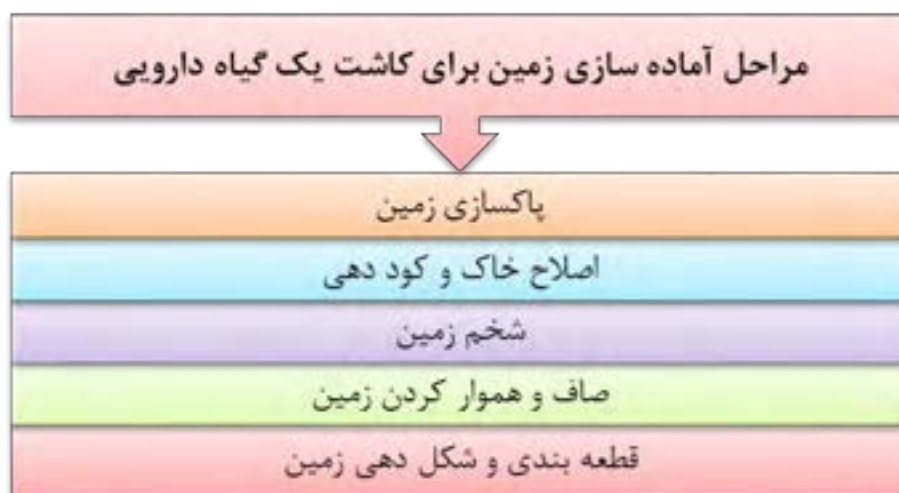 مراحل آماده سازی زمین برای کاشت یک گیاه دارویی
پاکسازی زمین
اصلاح خاک و کود دهی
شخم زمین
صاف و هموار کردن زمین
قطعه بندی و شکل دهی زمین